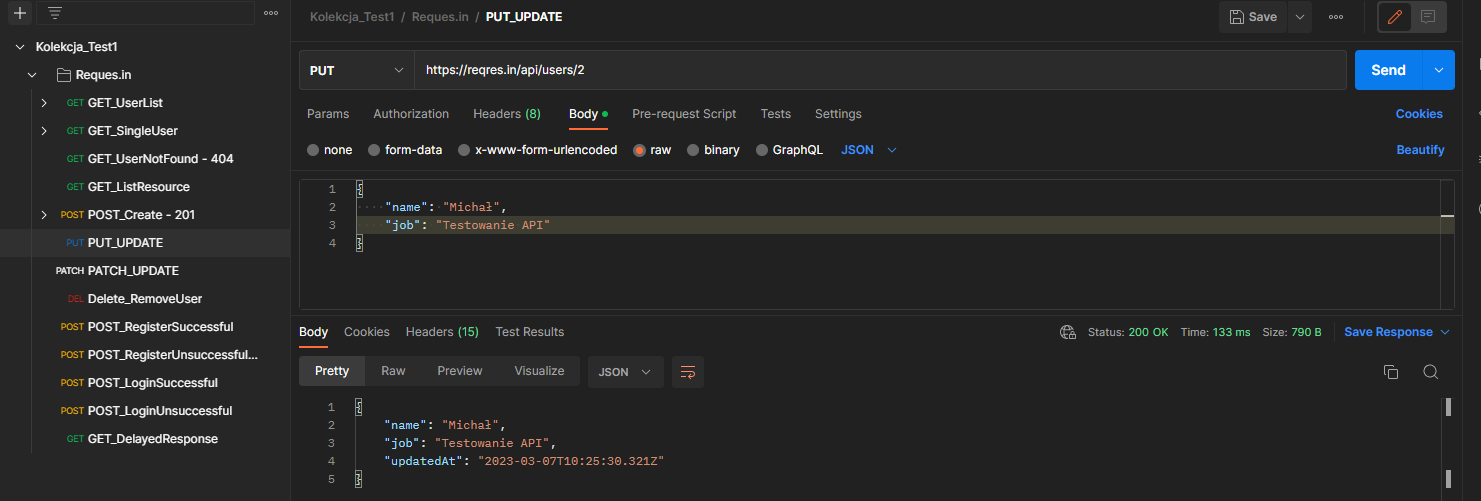 Kolekcja_Test1 / Reques.in / PUT_UPDATE
Save
Kolekcja_Test1
Reques.in
GET GET_UserList
GET GET_SingleUser
GET GET_UserNotFound - 404
GET GET_ListResource
POST POST_Create - 201
PUT PUT_UPDATE
PATCH PATCH_UPDATE
DEL Delete_RemoveUser
POST POST_RegisterSuccessful
POST POST_RegisterUnsuccessful...
POST POST_LoginSuccessful
POST POST_LoginUnsuccessful
GET GET_DelayedResponse
PUT https://reqres.in/api/users/2 Send
Params Authorization Headers (8) Body Pre-request Script Tests Settings Cookies
none form-data x-www-form-urlencoded raw binary GraphQL JSON Beautify
1 {
2 "name": "Michał",
3 "job": "Testowanie API"
4 }
Body Cookies Headers (15) Test Results Status: 200 OK Time: 133 ms Size: 790 B Save Response
Pretty Raw Preview Visualize JSON
1 {
2 "name": "Michał",
3 "job": "Testowanie API",
4 "updatedAt": "2023-03-07T10:25:30.321Z"
5 }